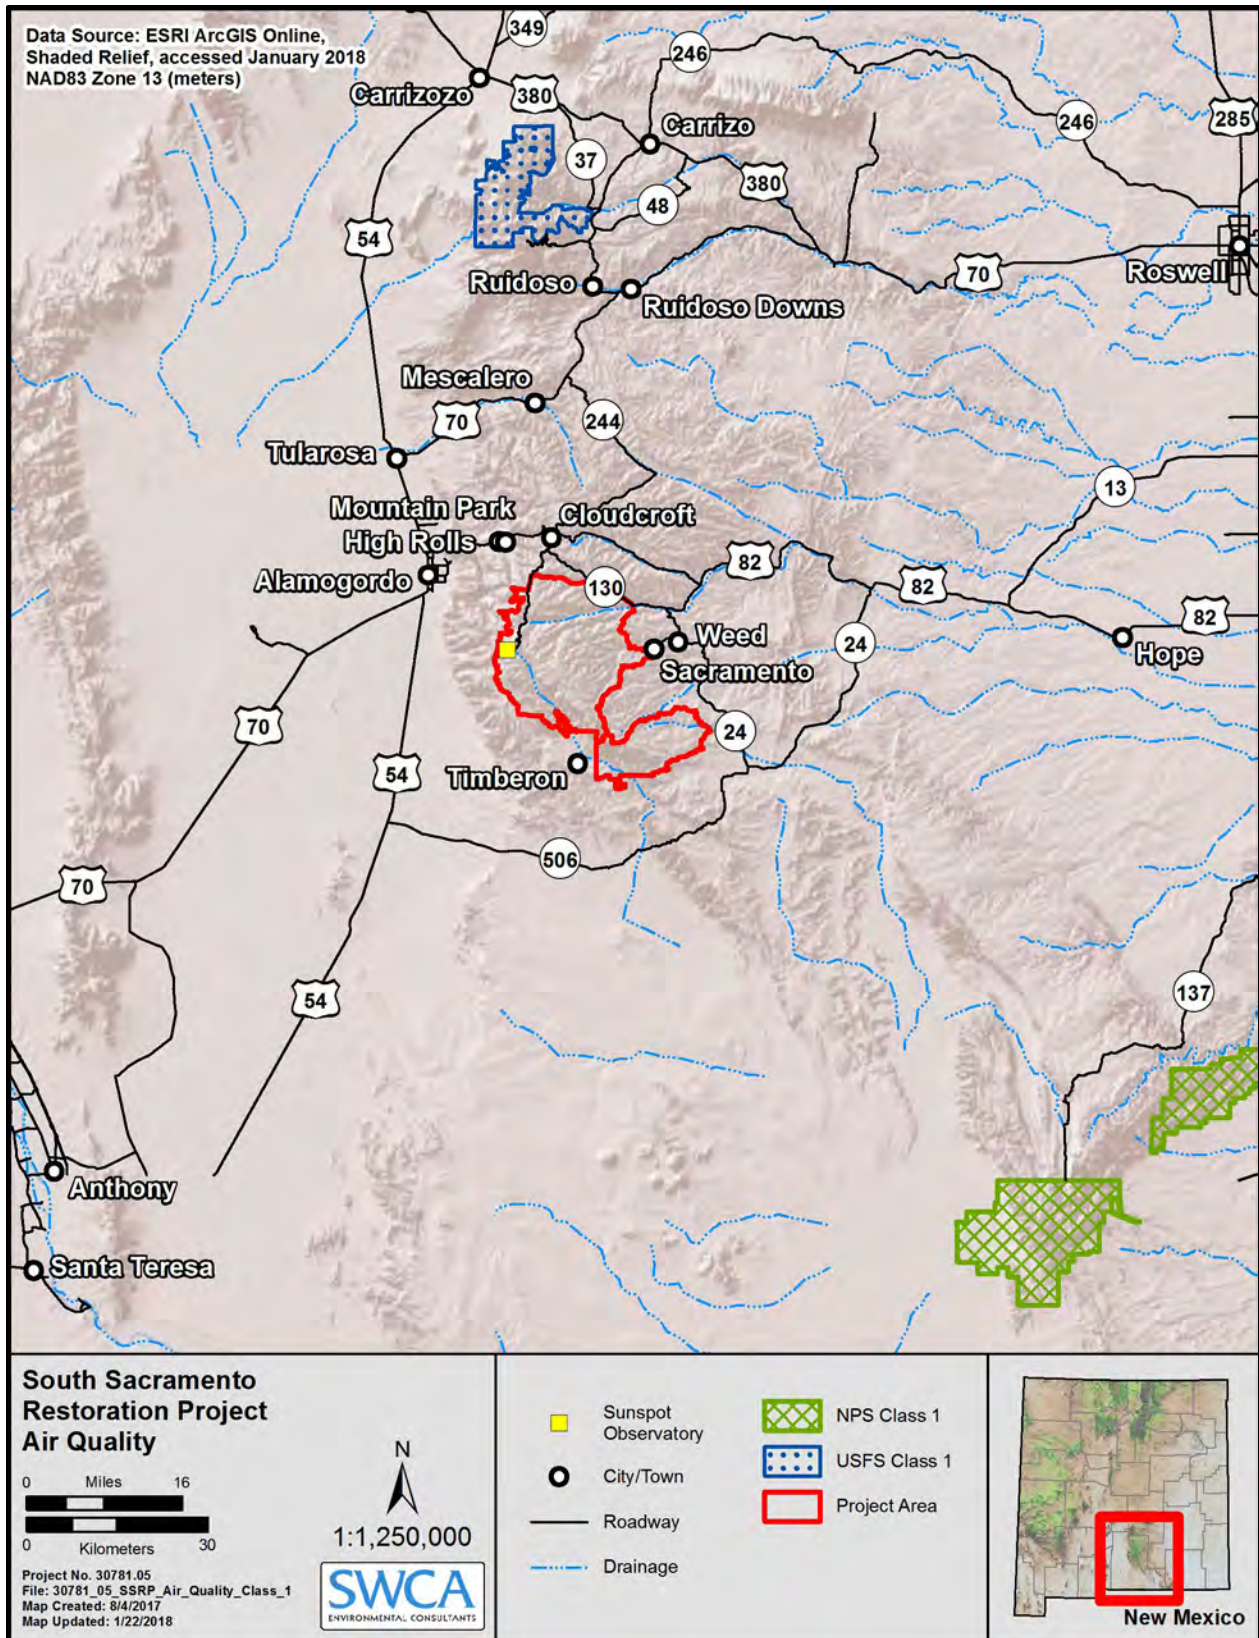 Data Source: ESRI ArcGIS Online,
Shaded Relief, accessed January 2018
NAD83 Zone 13 (meters)
349
246
Carrizozo
380
Carrizo
246
285
37
380
48
54
70
Roswell
Ruidoso
Ruidoso Downs
Mescalero
70
244
Tularosa
13
Mountain Park
Cloudcroft
High Rolls
82
Alamogordo
130
82
82
Weed
24
Hope
Sacramento
70
24
54
Timberon
506
70
54
137
Anthony
Santa Teresa
South Sacramento
Restoration Project
Air Quality
0 Miles 16
0 Kilometers 30
Project No. 30781.05
File: 30781_05_SSRP_Air_Quality_Class_1
Map Created: 8/4/2017
Map Updated: 1/22/2018
N
1:1,250,000
SWCA
ENVIRONMENTAL CONSULTANTS
Sunspot
Observatory
City/Town
Roadway
Drainage
NPS Class 1
USFS Class 1
Project Area
New Mexico